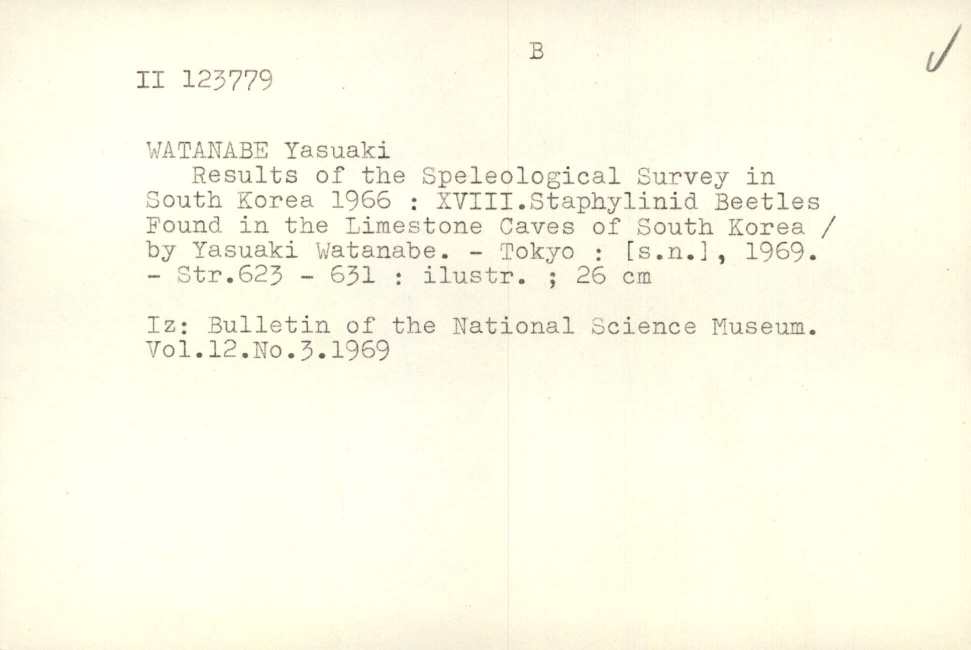 B
II 123779
WATANABE Yasuaki
Results of the Speleological Survey in
South Korea 1966 : XVIII.Staphylinid Beetles
Found in the Limestone Caves of South Korea /
by Yasuaki Watanabe. - Tokyo : [s.n.], 1969.
- Str.623 - 631 : ilustr. ; 26 cm
Iz: Bulletin of the National Science Museum.
Vol.12.No.3.1969